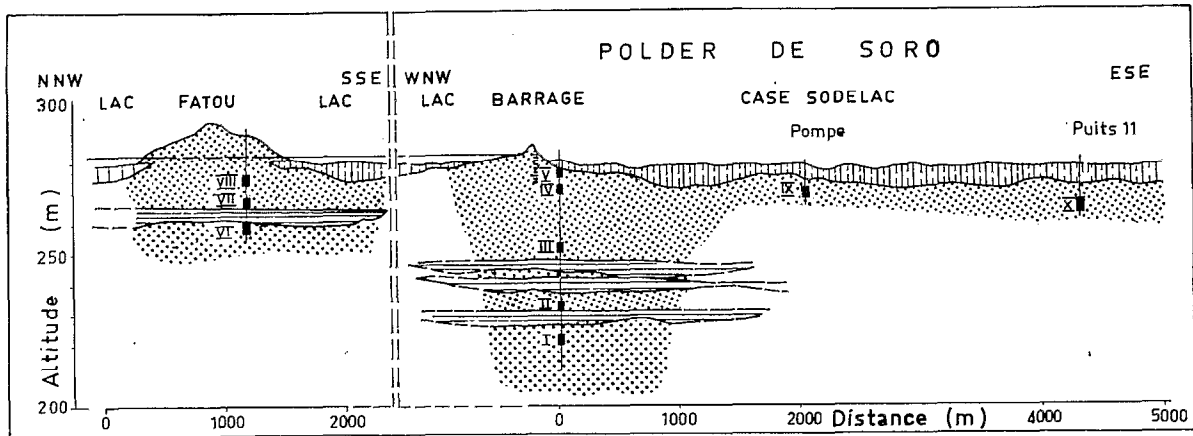 POLDER DE SORO
NNW SSE WNW ESE
LAC FATOU LAC LAC BARRAGE CASE SODELAC
Pompe Puits 11
300
250
200
Altitude (m)
VIII
VII
VI
V
IV
III
II
I
IX
X
0 1000 2000 0 1000 2000 Distance (m) 4000 5000